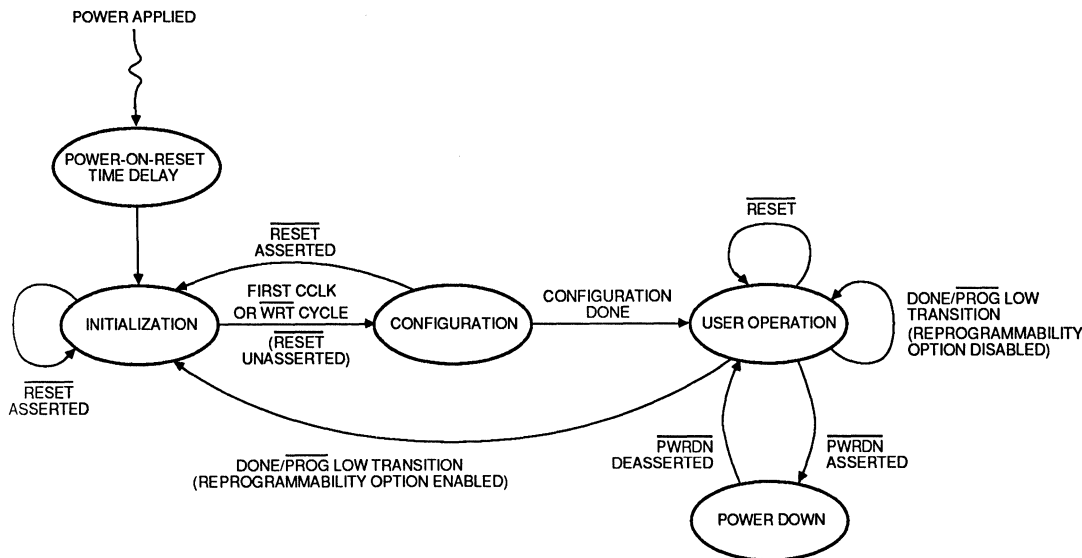 POWER APPLIED
POWER-ON-RESET
TIME DELAY
RESET
ASSERTED
RESET
INITIALIZATION
FIRST CCLK
OR WRT CYCLE
(RESET
UNASSERTED)
CONFIGURATION
CONFIGURATION
DONE
USER OPERATION
DONE/PROG LOW
TRANSITION
(REPROGRAMMABILITY
OPTION DISABLED)
RESET
ASSERTED
DONE/PROG LOW TRANSITION
(REPROGRAMMABILITY OPTION ENABLED)
PWRDN
DEASSERTED
PWRDN
ASSERTED
POWER DOWN